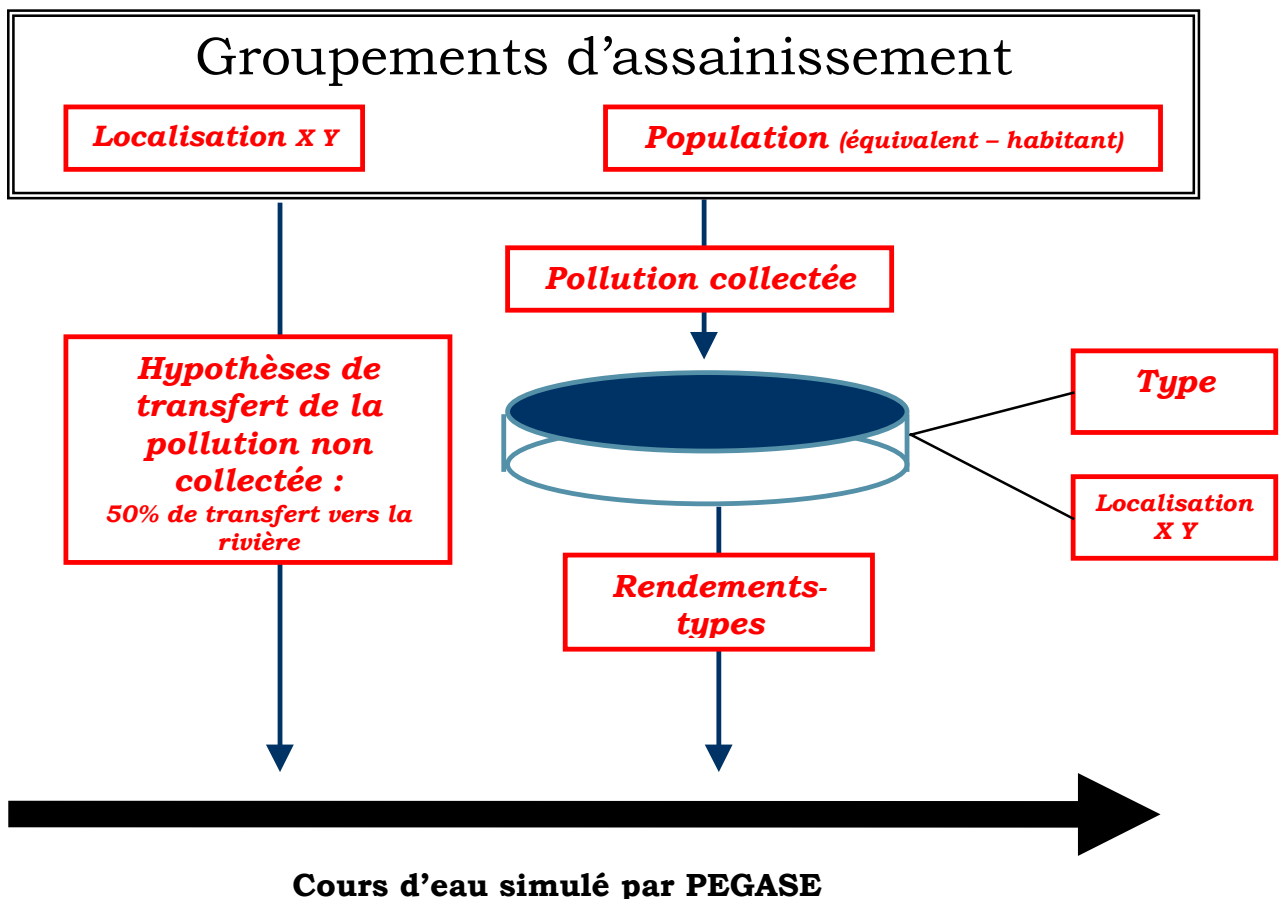 Groupements d’assainissement
Localisation X Y
Population (équivalent – habitant)
Pollution collectée
Hypothèses de
transfert de la
pollution non
collectée :
50% de transfert vers la
rivière
Type
Localisation
X Y
Rendements-
types
Cours d’eau simulé par PEGASE